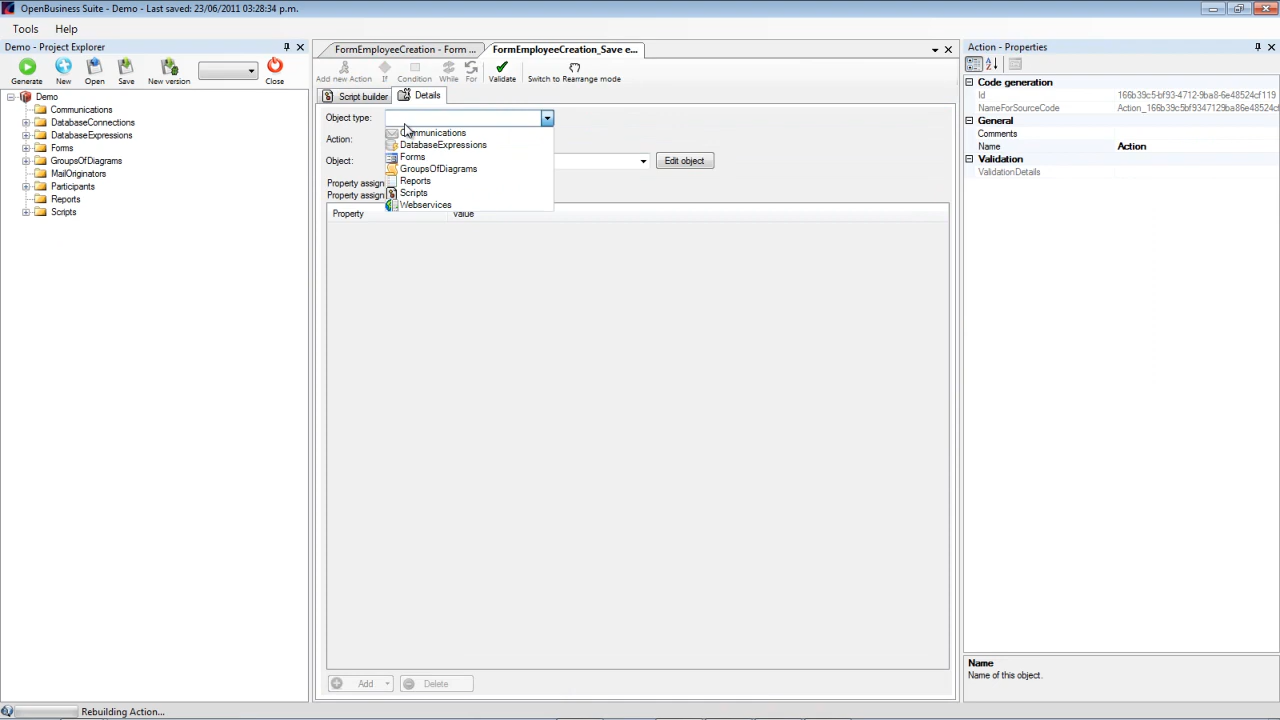 OpenBusiness Suite - Demo - Last saved: 23/06/2011 03:28:34 p.m.
Tools Help
Demo - Project Explorer
Generate New Open Save New version Close
Demo
Communications
DatabaseConnections
DatabaseExpressions
Forms
GroupsOfDiagrams
MailOriginators
Participants
Reports
Scripts
FormEmployeeCreation - Form ... FormEmployeeCreation_Save e...
Add new Action If Condition While For Validate Switch to Rearrange mode
Script builder Details
Object type:
Communications
DatabaseExpressions
Forms
GroupsOfDiagrams
Reports
Scripts
Webservices
Action:
Object: Edit object
Property assign
Property assign
Property Value
Add Delete
Action - Properties
Code generation
Id 166b39c5-bf93-4712-9ba8-6e48524cf119
NameForSourceCode Action_166b39c5bf9347129ba86e48524cf
General
Comments
Name Action
Validation
ValidationDetails
Name
Name of this object.
Rebuilding Action...